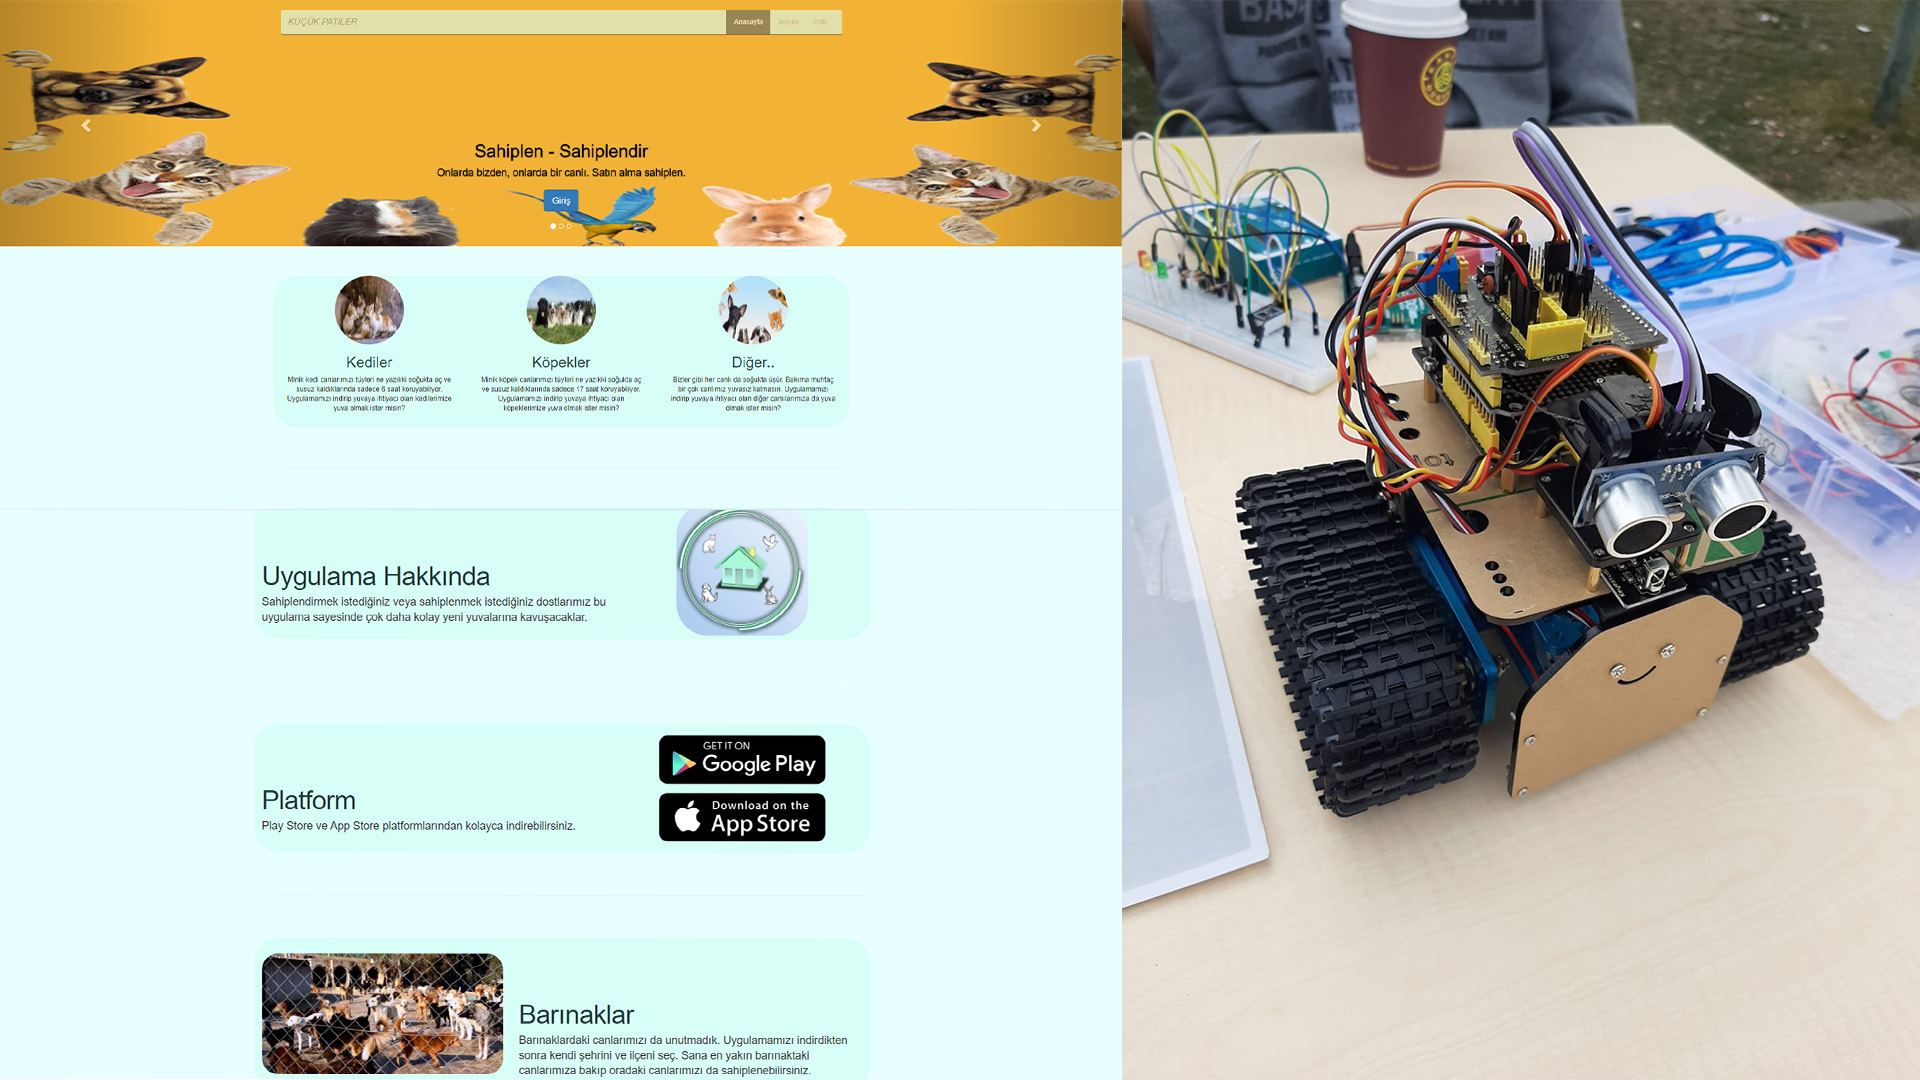 KÜÇÜK PATİLER
Anasayfa
İletişim
İndir
Sahiplen - Sahiplendir
Onlarda bizden, onlarda bir canlı. Satın alma sahiplen.
Giriş
Kediler
Minik kedi canlarımızı tüyleri ne yazıkki soğukta aç ve
susuz kaldıklarında sadece 6 saat koruyabiliyor.
Uygulamamızı indirip yuvaya ihtiyacı olan kedilerimize
yuva olmak ister misin?
Köpekler
Minik köpek canlarımızı tüyleri ne yazıkki soğukta aç
ve susuz kaldıklarında sadece 17 saat koruyabiliyor.
Uygulamamızı indirip yuvaya ihtiyacı olan
köpeklerimize yuva olmak ister misin?
Diğer..
Bizler gibi her canlı da soğukta üşür. Bakıma muhtaç
bir çok canlımız yuvasız kalmasın. Uygulamamızı
indirip yuvaya ihtiyacı olan diğer canlılarımıza da yuva
olmak ister misin?
Uygulama Hakkında
Sahiplendirmek istediğiniz veya sahiplenmek istediğiniz dostlarımız bu
uygulama sayesinde çok daha kolay yeni yuvalarına kavuşacaklar.
Platform
Play Store ve App Store platformlarından kolayca indirebilirsiniz.
GET IT ON
Google Play
Download on the
App Store
Barınaklar
Barınaklardaki canlarımızı da unutmadık. Uygulamamızı indirdikten
sonra kendi şehrini ve ilçeni seç. Sana en yakın barınaktaki
canlarımıza bakıp oradaki canlarımızı da sahiplenebilirsiniz.